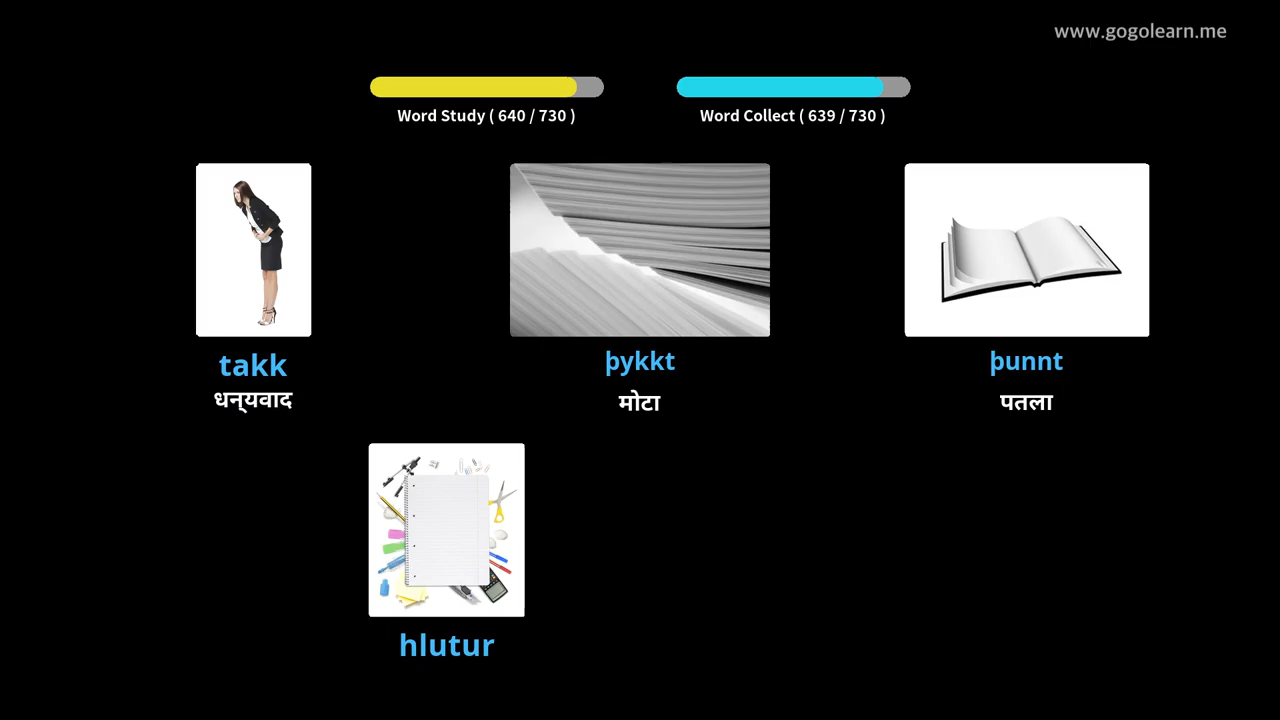 www.gogolearn.me
Word Study ( 640 / 730 )
Word Collect ( 639 / 730 )
takk
धन्यवाद
þykkt
मोटा
þunnt
पतला
hlutur